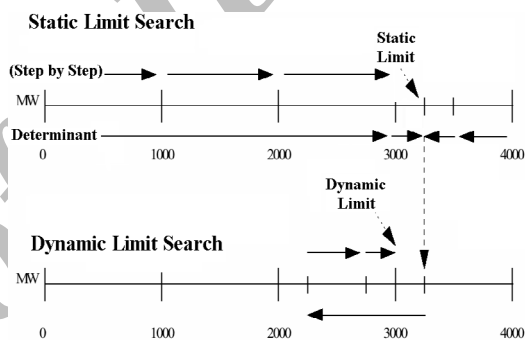 Static Limit Search
Static
Limit
(Step by Step)
MW
Determinant
0 1000 2000 3000 4000
Dynamic
Limit
Dynamic Limit Search
MW
0 1000 2000 3000 4000